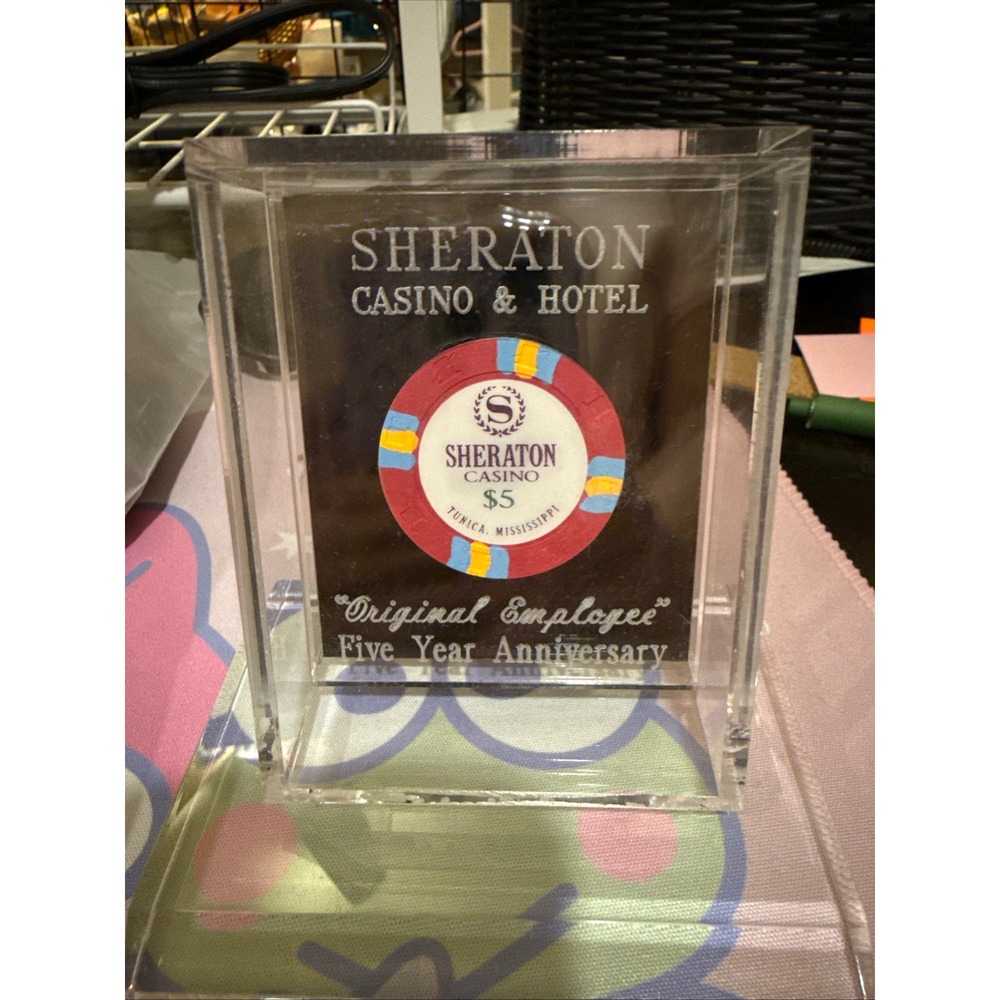 SHERATON
CASINO & HOTEL
S
SHERATON
CASINO
$5
TUNICA, MISSISSIPPI
"Original Employee"
Five Year Anniversary